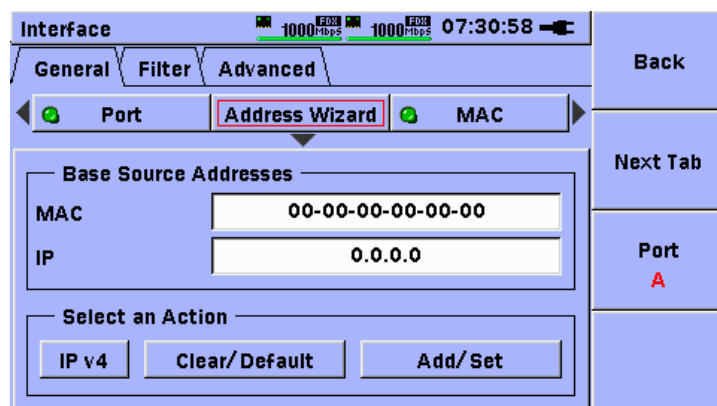 Interface 1000 FDX Mbps 1000 FDX Mbps 07:30:58
Back
General Filter Advanced
Port Address Wizard MAC
Next Tab
Base Source Addresses
MAC 00-00-00-00-00-00
IP 0.0.0.0
Port
A
Select an Action
IP v4 Clear/Default Add/Set